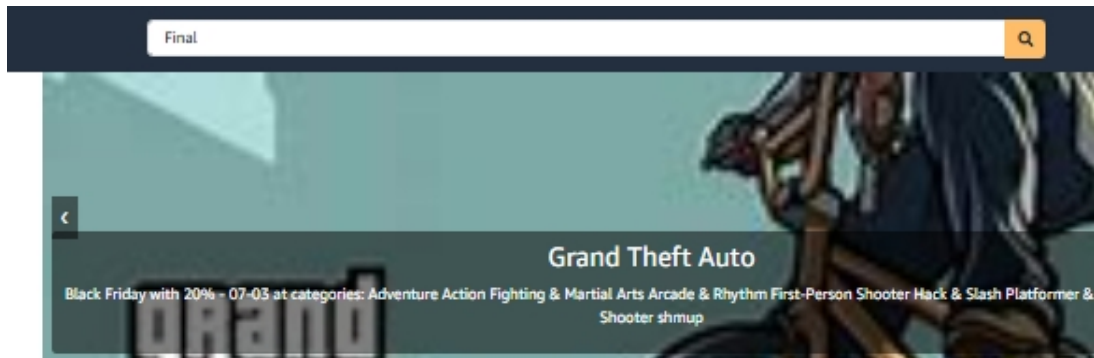 Final
Grand Theft Auto
Black Friday with 20% - 07-03 at categories: Adventure Action Fighting & Martial Arts Arcade & Rhythm First-Person Shooter Hack & Slash Platformer &
Shooter shmup
grand